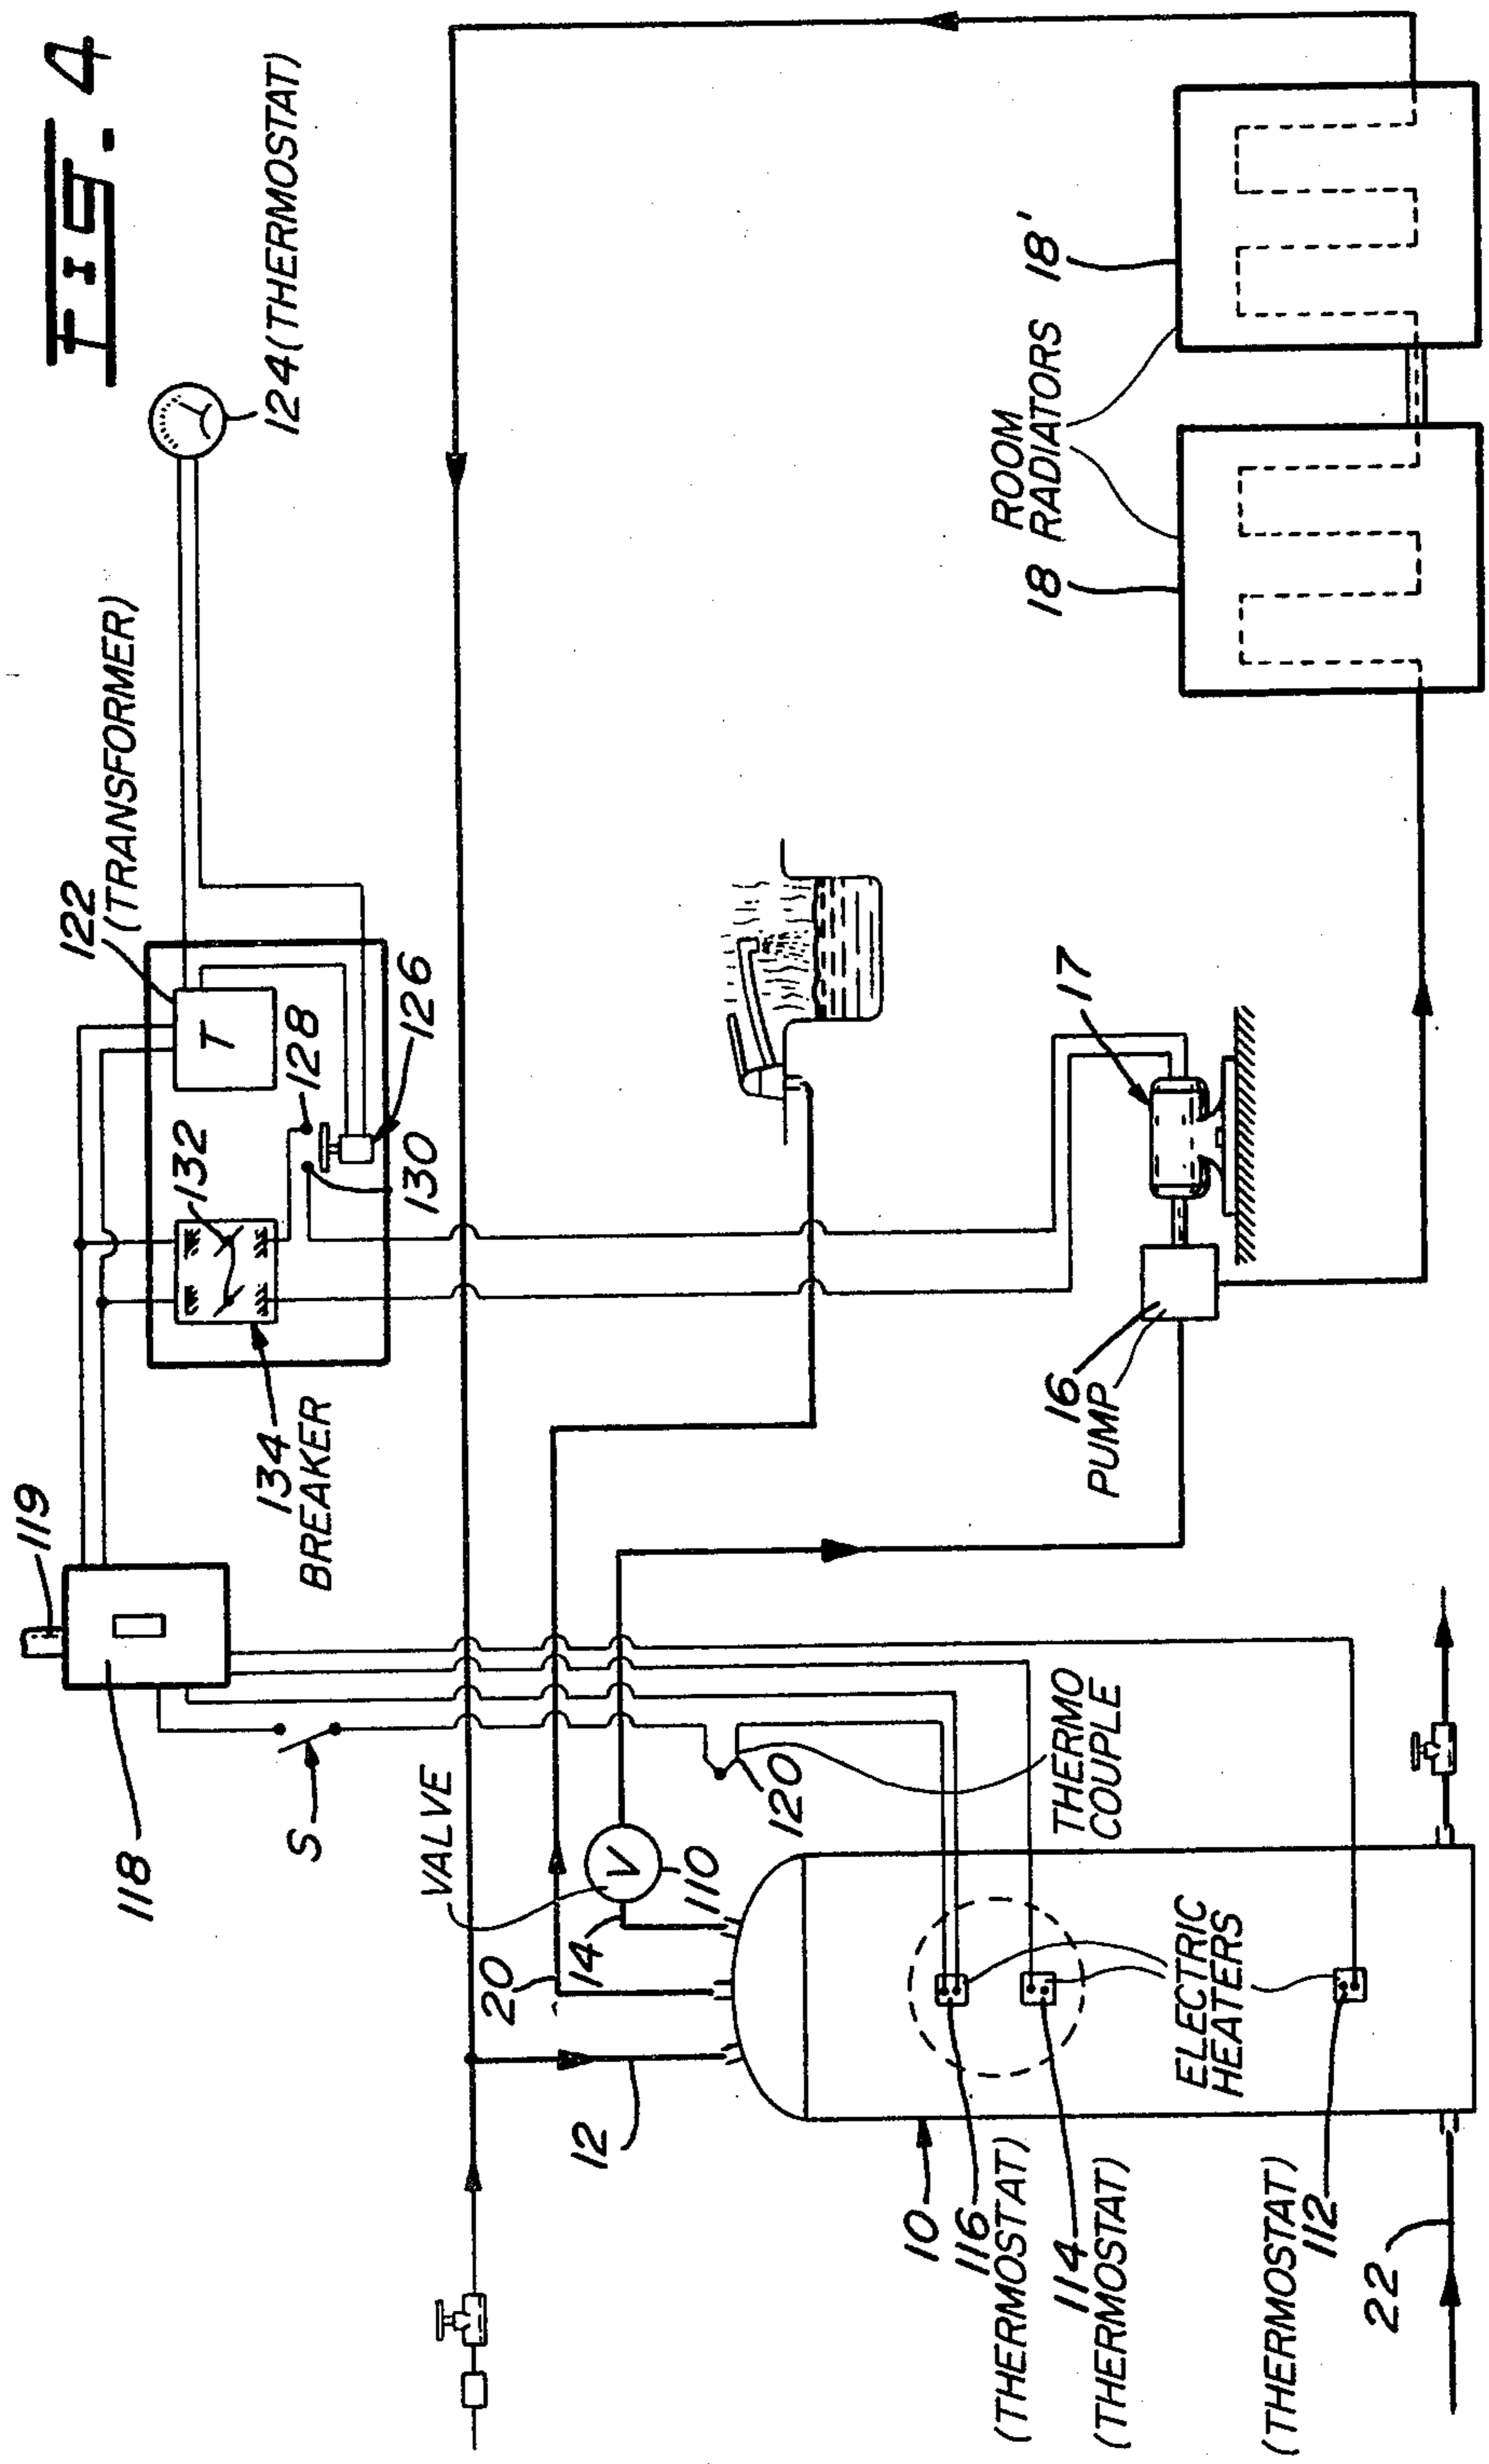 FIG. 4
119
122
(TRANSFORMER)
124 (THERMOSTAT)
118
134
BREAKER
132
T
128
130
126
S
VALVE
20
14
V
110
120
THERMO
COUPLE
12
16
PUMP
17
ROOM
RADIATORS
18
18'
10
116
(THERMOSTAT)
114
(THERMOSTAT)
(THERMOSTAT)
112
ELECTRIC
HEATERS
22